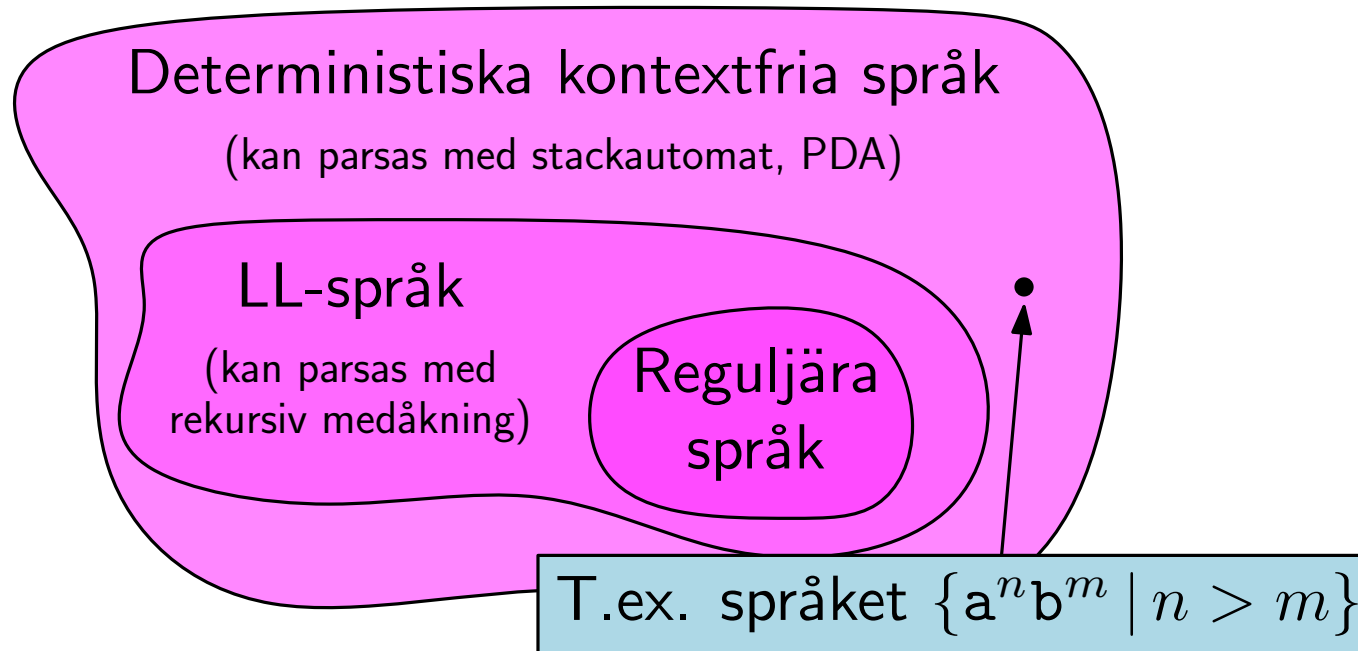 Deterministiska kontextfria språk
(kan parsas med stackautomat, PDA)
LL-språk
(kan parsas med
rekursiv medåkning)
Reguljära
språk
T.ex. språket {aⁿbᵐ | n > m}